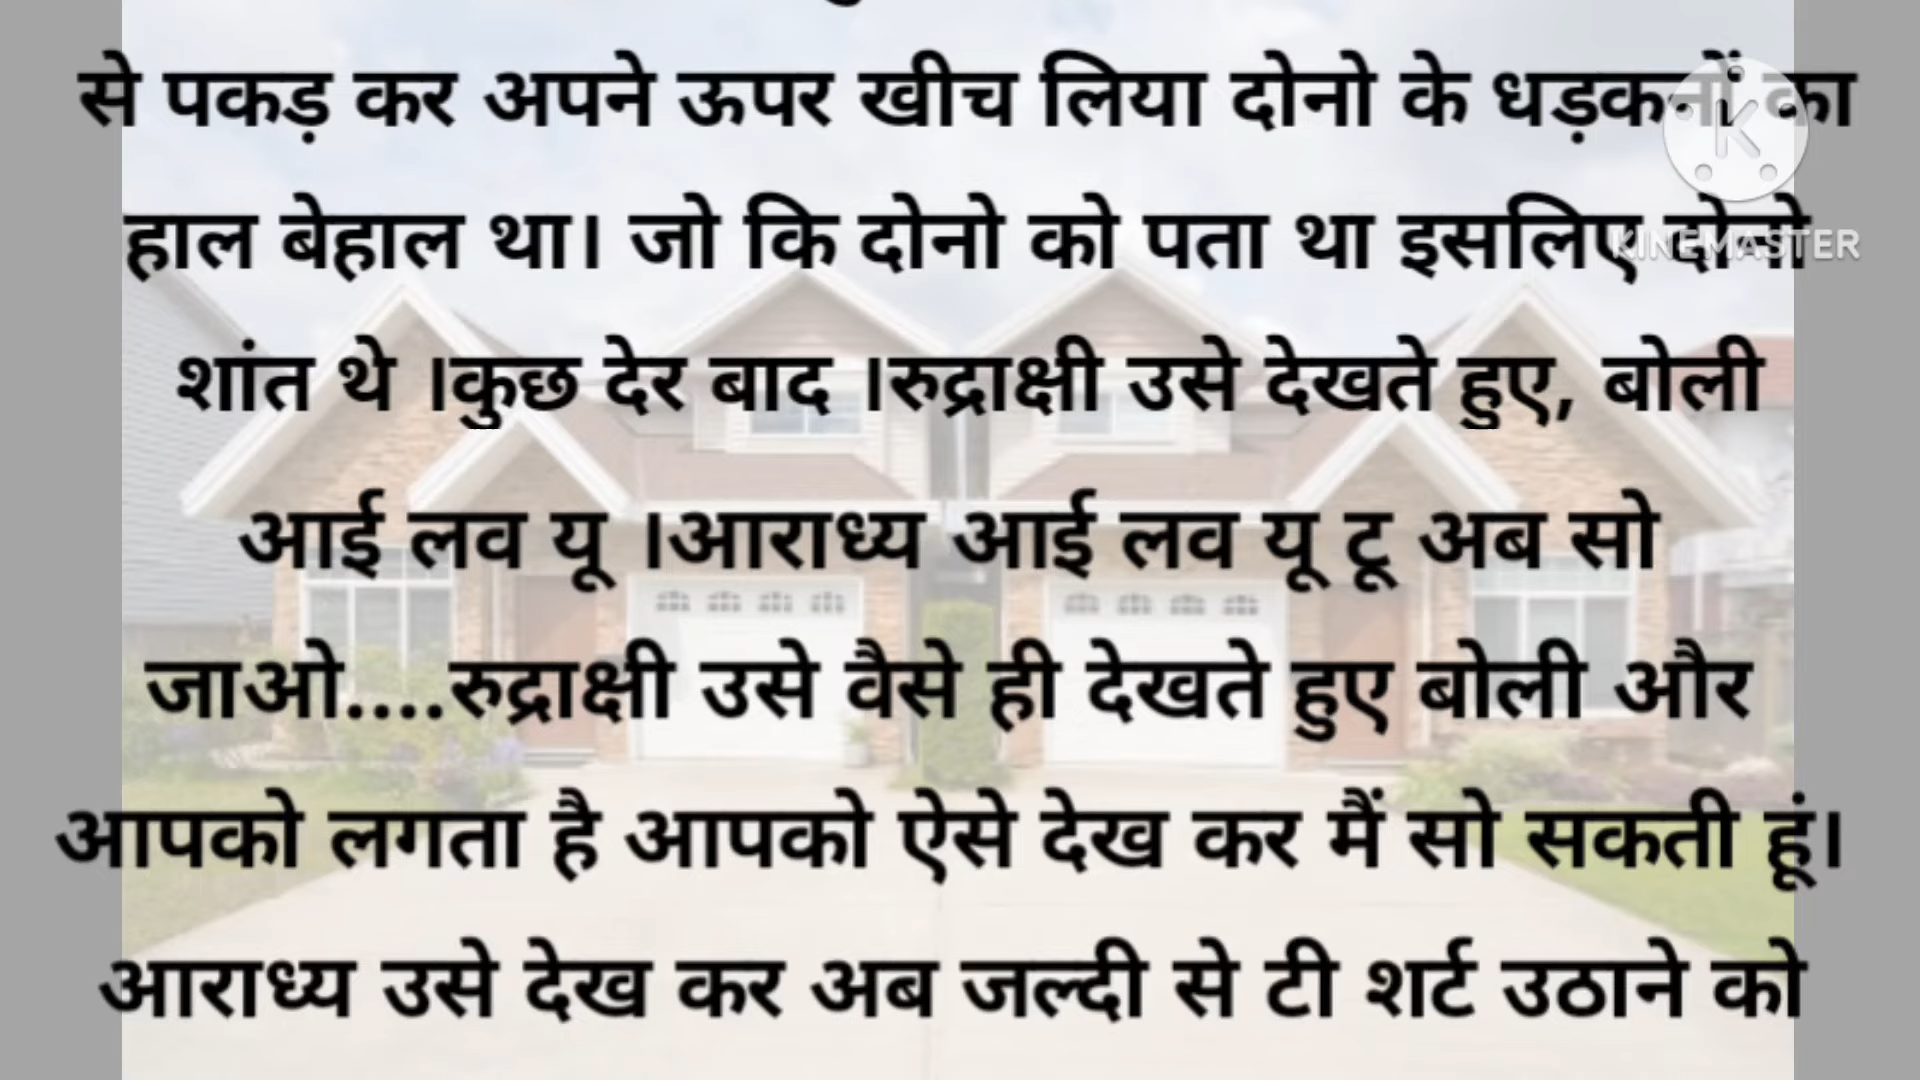 से पकड़ कर अपने ऊपर खीच लिया दोनो के धड़कनों का
हाल बेहाल था। जो कि दोनो को पता था इसलिए दोनो
KINEMASTER
शांत थे ।कुछ देर बाद ।रुद्राक्षी उसे देखते हुए, बोली
आई लव यू ।आराध्य आई लव यू टू अब सो
जाओ....रुद्राक्षी उसे वैसे ही देखते हुए बोली और
आपको लगता है आपको ऐसे देख कर मैं सो सकती हूं।
आराध्य उसे देख कर अब जल्दी से टी शर्ट उठाने को